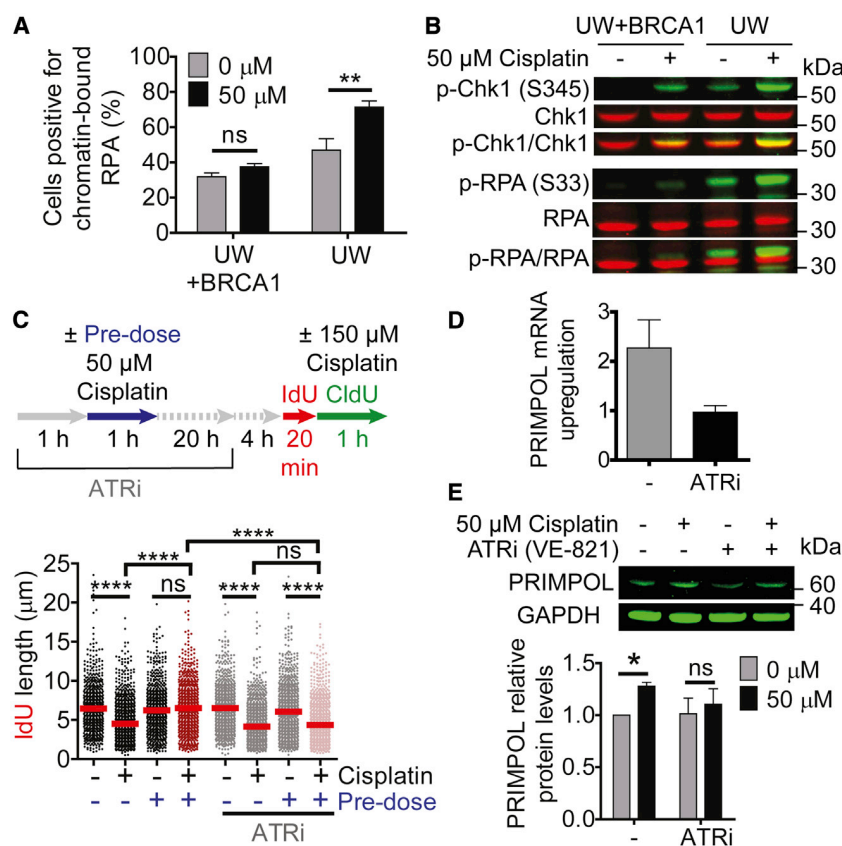 A
Cells positive for
chromatin-bound
RPA (%)
100
80
60
40
20
0
0 μM
50 μM
ns
**
UW
+BRCA1
UW
B
UW+BRCA1 UW
50 μM Cisplatin - + - + kDa
p-Chk1 (S345) 50
Chk1 50
p-Chk1/Chk1 50
p-RPA (S33) 30
RPA 30
p-RPA/RPA 30
C
± Pre-dose
50 μM
Cisplatin
± 150 μM
Cisplatin
IdU CldU
1 h 1 h 20 h 4 h 20 min 1 h
ATRi
IdU length (μm)
25
20
15
10
5
0
**** **** ns **** **** ns ****
- + - + - + - + Cisplatin
- - + + - - + + Pre-dose
ATRi
D
PRIMPOL mRNA
upregulation
3
2
1
0
- ATRi
E
50 μM Cisplatin - + - +
ATRi (VE-821) - - + + kDa
PRIMPOL 60
40
GAPDH
PRIMPOL relative
protein levels
1.5
1.0
0.5
0.0
* ns
0 μM
50 μM
- ATRi